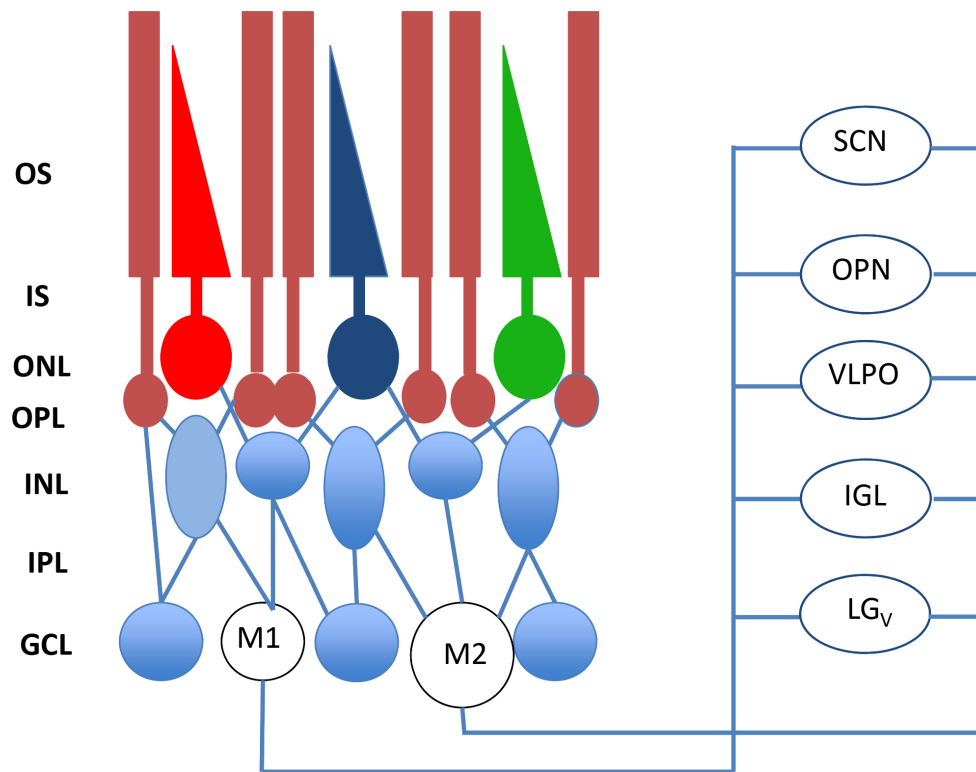 OS
IS
ONL
OPL
INL
IPL
GCL
M1
M2
SCN
OPN
VLPO
IGL
LGV